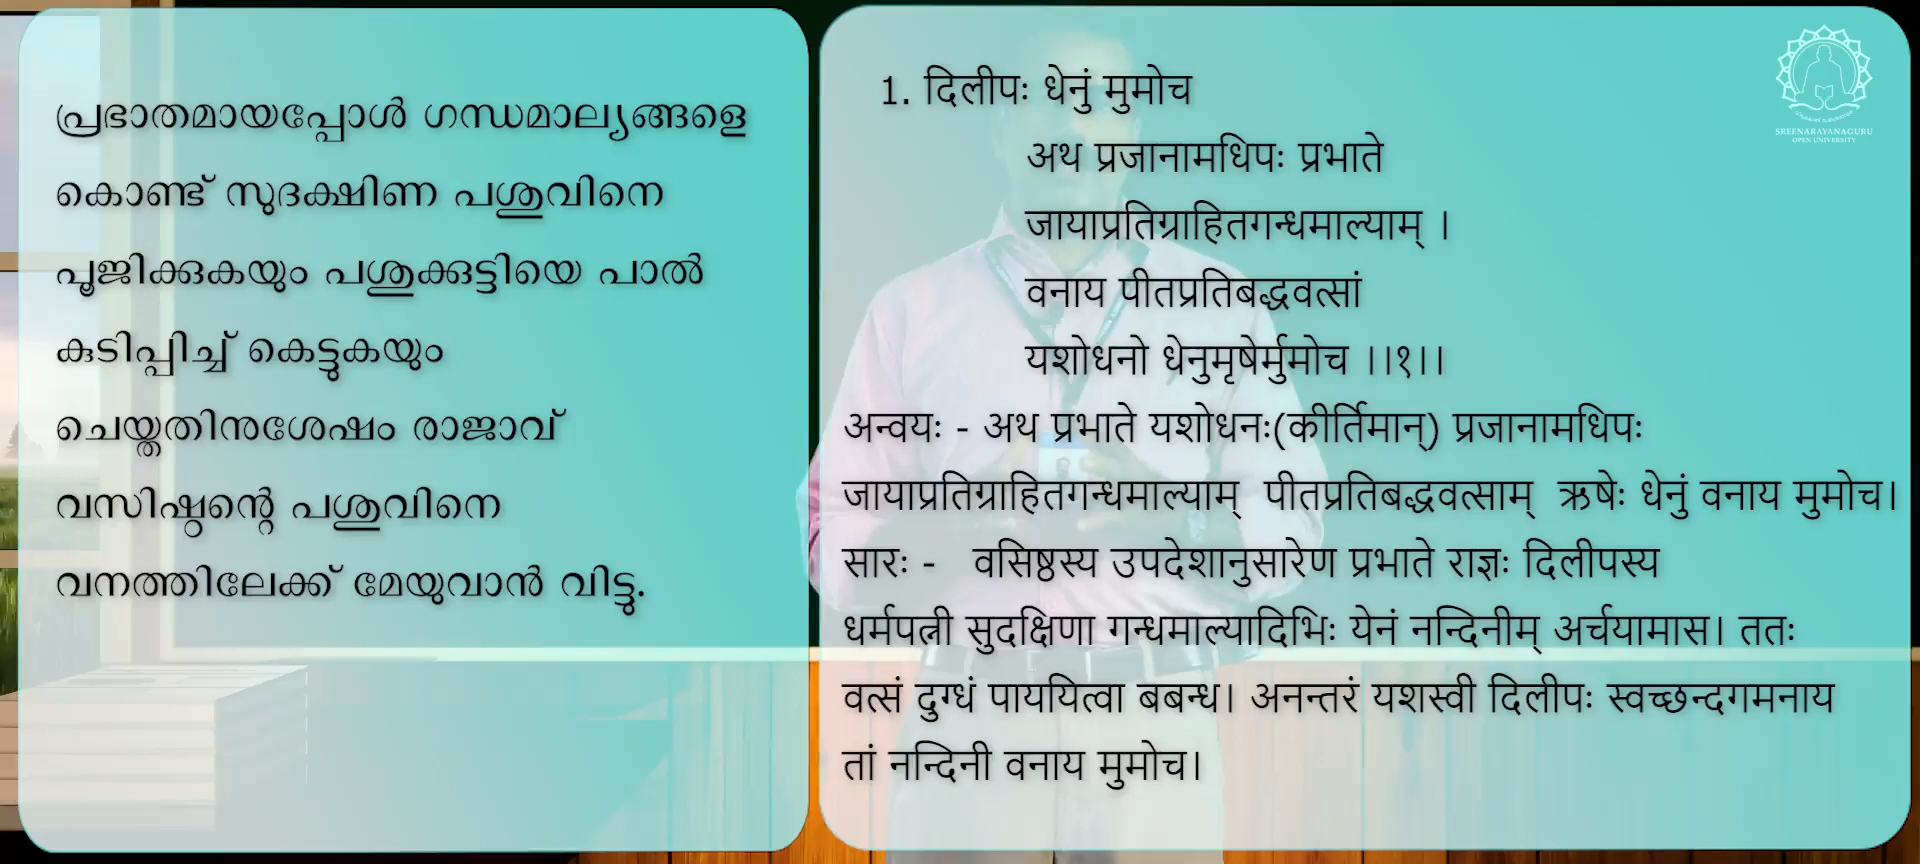 പ്രഭാതമായപ്പോൾ ഗന്ധമാല്യങ്ങളെ
കൊണ്ട് സുദക്ഷിണ പശുവിനെ
പൂജിക്കുകയും പശുക്കുട്ടിയെ പാൽ
കുടിപ്പിച്ച് കെട്ടുകയും
ചെയ്തതിനുശേഷം രാജാവ്
വസിഷ്ഠന്റെ പശുവിനെ
വനത്തിലേക്ക് മേയുവാൻ വിട്ടു.
1. दिलीपः धेनुं मुमोच
अथ प्रजानामधिपः प्रभाते
जायाप्रतिग्राहितगन्धमाल्याम् ।
वनाय पीतप्रतिबद्धवत्सां
यशोधनो धेनुमृषेर्मुमोच ।।१।।
अन्वयः - अथ प्रभाते यशोधनः(कीर्तिमान्) प्रजानामधिपः
जायाप्रतिग्राहितगन्धमाल्याम् पीतप्रतिबद्धवत्साम् ऋषेः धेनुं वनाय मुमोच।
सारः - वसिष्ठस्य उपदेशानुसारेण प्रभाते राज्ञः दिलीपस्य
धर्मपत्नी सुदक्षिणा गन्धमाल्यादिभिः येनं नन्दिनीम् अर्चयामास। ततः
वत्सं दुग्धं पाययित्वा बबन्ध। अनन्तरं यशस्वी दिलीपः स्वच्छन्दगमनाय
तां नन्दिनी वनाय मुमोच।
SREENARAYANAGURU
OPEN UNIVERSITY